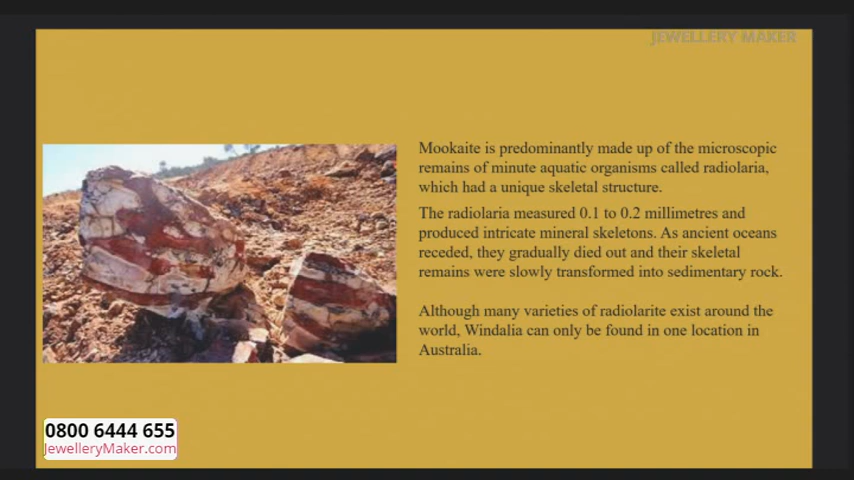 JEWELLERY MAKER
Mookaite is predominantly made up of the microscopic
remains of minute aquatic organisms called radiolaria,
which had a unique skeletal structure.
The radiolaria measured 0.1 to 0.2 millimetres and
produced intricate mineral skeletons. As ancient oceans
receded, they gradually died out and their skeletal
remains were slowly transformed into sedimentary rock.
Although many varieties of radiolarite exist around the
world, Windalia can only be found in one location in
Australia.
0800 6444 655
JewelleryMaker.com